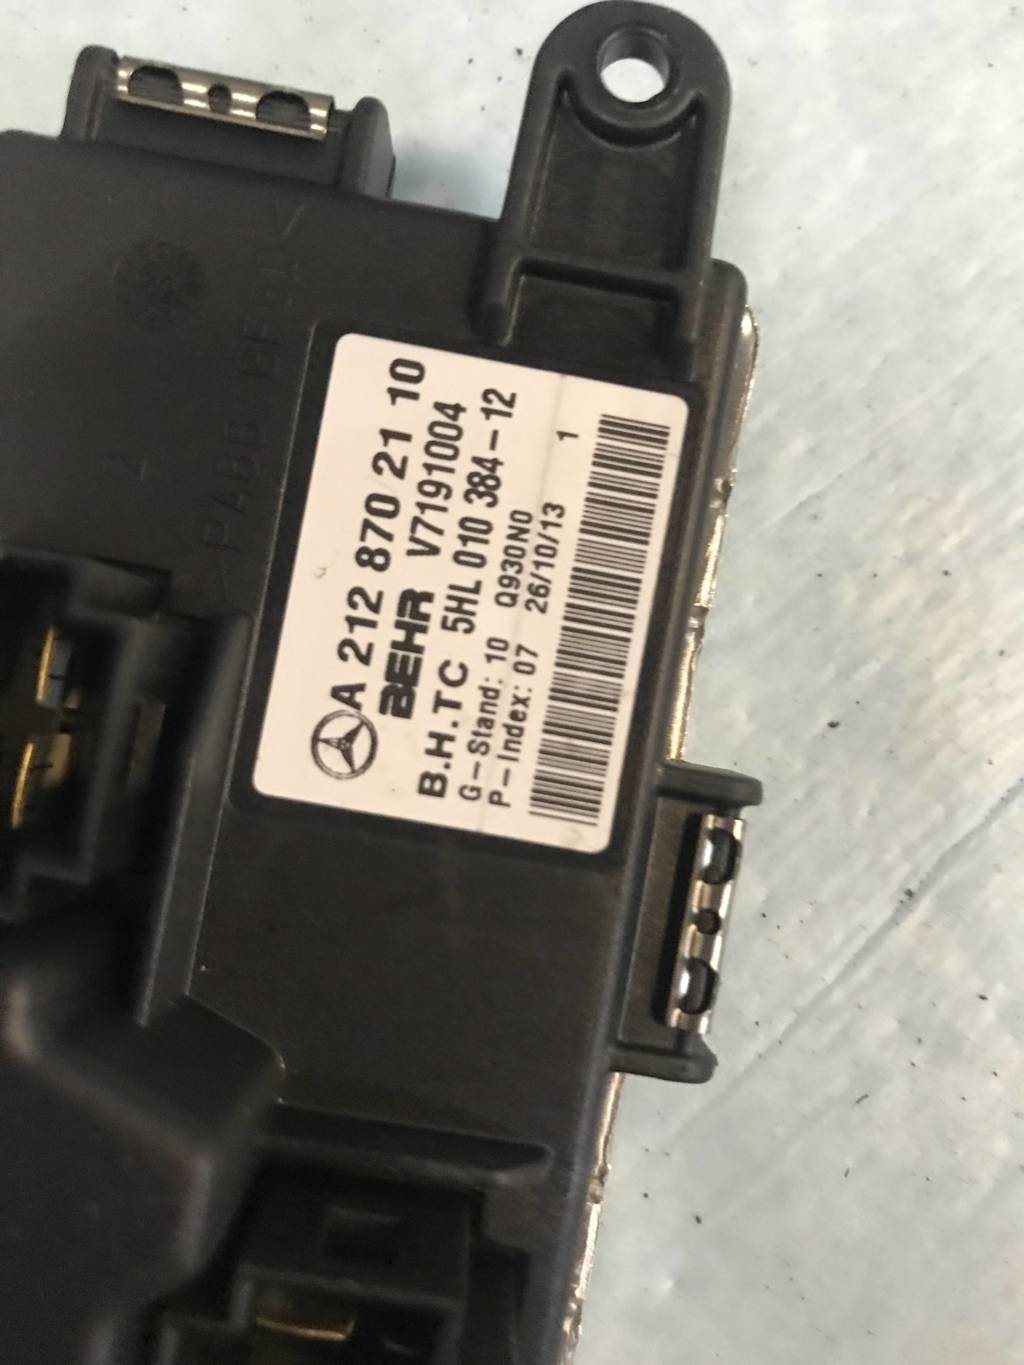 A 212 870 21 10
BEHR V7191004
B.H.T C 5HL 010 384-12
G-Stand: 10 Q930N0
P-Index: 07 26/10/13 1